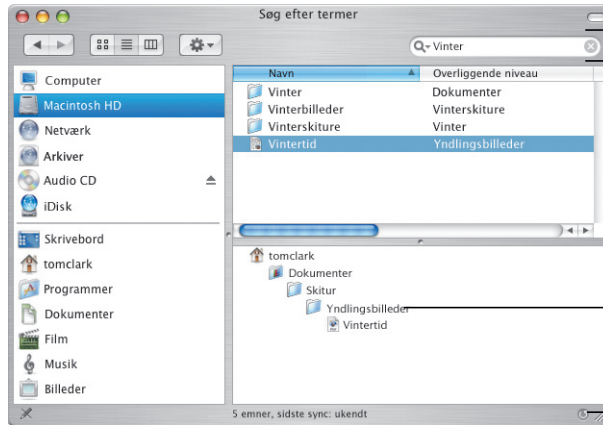 Søg efter termer
Vinter
Computer
Macintosh HD
Netværk
Arkiver
Audio CD
iDisk
Skrivebord
tomclark
Programmer
Dokumenter
Film
Musik
Billeder
Navn Overliggende niveau
Vinter Dokumenter
Vinterbilleder Vinterskiture
Vinterskiture Vinter
Vintertid Yndlingsbilleder
tomclark
Dokumenter
Skitur
Yndlingsbilleder
Vintertid
5 emner, sidste sync: ukendt